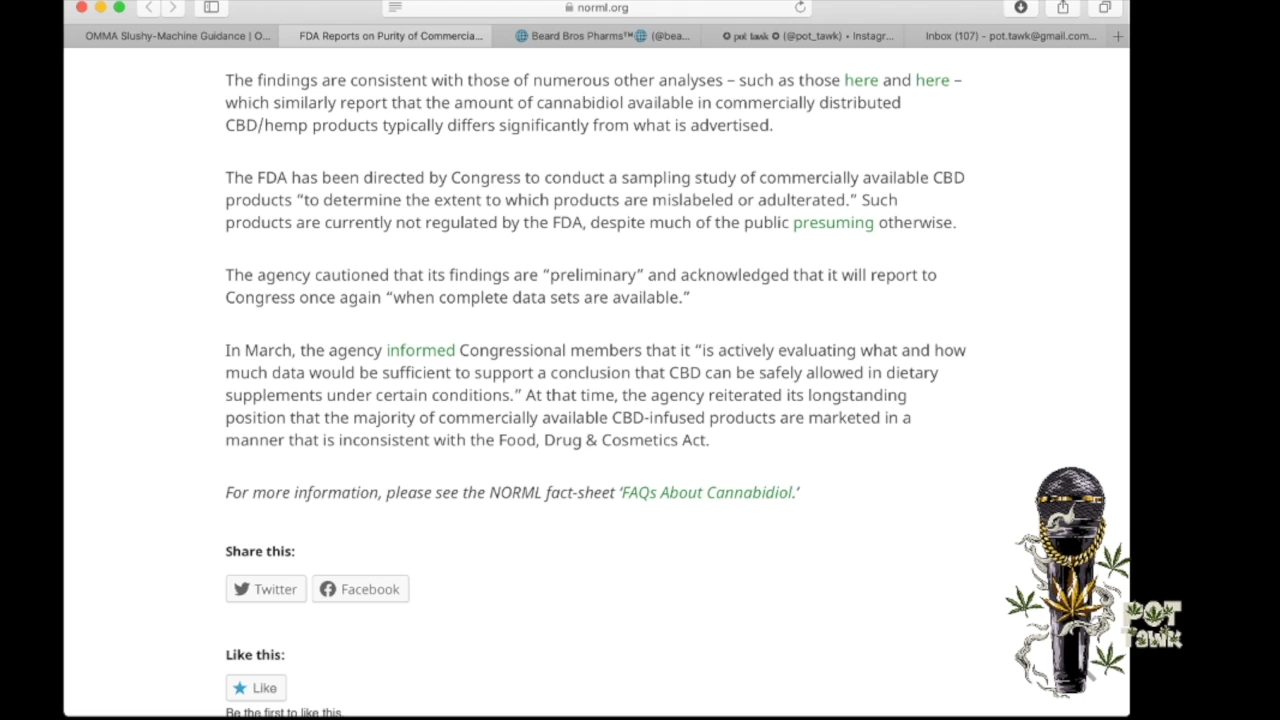 norml.org
OMMA Slushy-Machine Guidance | O...
FDA Reports on Purity of Commercia...
Beard Bros Pharms™ (@bea...
✪ pot tawk ✪ (@pot_tawk) • Instagr...
Inbox (107) - pot.tawk@gmail.com...
The findings are consistent with those of numerous other analyses – such as those here and here –
which similarly report that the amount of cannabidiol available in commercially distributed
CBD/hemp products typically differs significantly from what is advertised.
The FDA has been directed by Congress to conduct a sampling study of commercially available CBD
products “to determine the extent to which products are mislabeled or adulterated.” Such
products are currently not regulated by the FDA, despite much of the public presuming otherwise.
The agency cautioned that its findings are “preliminary” and acknowledged that it will report to
Congress once again “when complete data sets are available.”
In March, the agency informed Congressional members that it “is actively evaluating what and how
much data would be sufficient to support a conclusion that CBD can be safely allowed in dietary
supplements under certain conditions.” At that time, the agency reiterated its longstanding
position that the majority of commercially available CBD-infused products are marketed in a
manner that is inconsistent with the Food, Drug & Cosmetics Act.
For more information, please see the NORML fact-sheet ‘FAQs About Cannabidiol.’
Share this:
Twitter
Facebook
Like this:
Like
Be the first to like this.
POT
TAWK